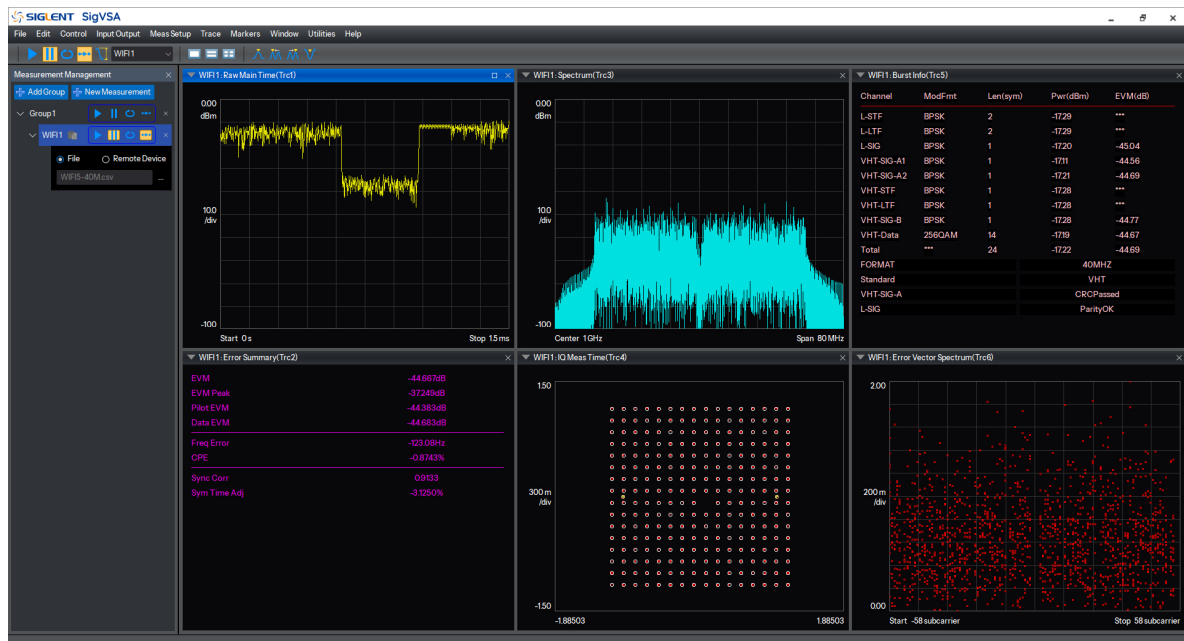 SIGLENT SigVSA
File Edit Control Input Output Meas Setup Trace Markers Window Utilities Help
WIFI1
Measurement Management
Add Group New Measurement
Group1
WIFI1
File Remote Device
WIFI5-40M.csv ...
WIFI1: Raw Main Time(Trc1)
0.00
dBm
10.0
/div
-100
Start 0 s Stop 1.5 ms
WIFI1: Spectrum(Trc3)
0.00
dBm
10.0
/div
-100
Center 1 GHz Span 80 MHz
WIFI1: Burst Info(Trc5)
Channel ModFmt Len(sym) Pwr(dBm) EVM(dB)
L-STF BPSK 2 -17.29 ***
L-LTF BPSK 2 -17.29 ***
L-SIG BPSK 1 -17.20 -45.04
VHT-SIG-A1 BPSK 1 -17.11 -44.56
VHT-SIG-A2 BPSK 1 -17.21 -44.69
VHT-STF BPSK 1 -17.28 ***
VHT-LTF BPSK 1 -17.28 ***
VHT-SIG-B BPSK 1 -17.28 -44.77
VHT-Data 256QAM 14 -17.19 -44.67
Total *** 24 -17.22 -44.69
FORMAT 40MHZ
Standard VHT
VHT-SIG-A CRC Passed
L-SIG Parity OK
WIFI1: Error Summary(Trc2)
EVM -44.667dB
EVM Peak -37.249dB
Pilot EVM -44.363dB
Data EVM -44.683dB
Freq Error -123.08Hz
CPE -0.8743%
Sync Corr 0.9133
Sym Time Adj -3.1250%
WIFI1: IQ Meas Time(Trc4)
1.50
300 m
/div
-1.50
-1.88503 1.88503
WIFI1: Error Vector Spectrum(Trc6)
2.00
200 m
/div
0.00
Start -58 subcarrier Stop 58 subcarrier